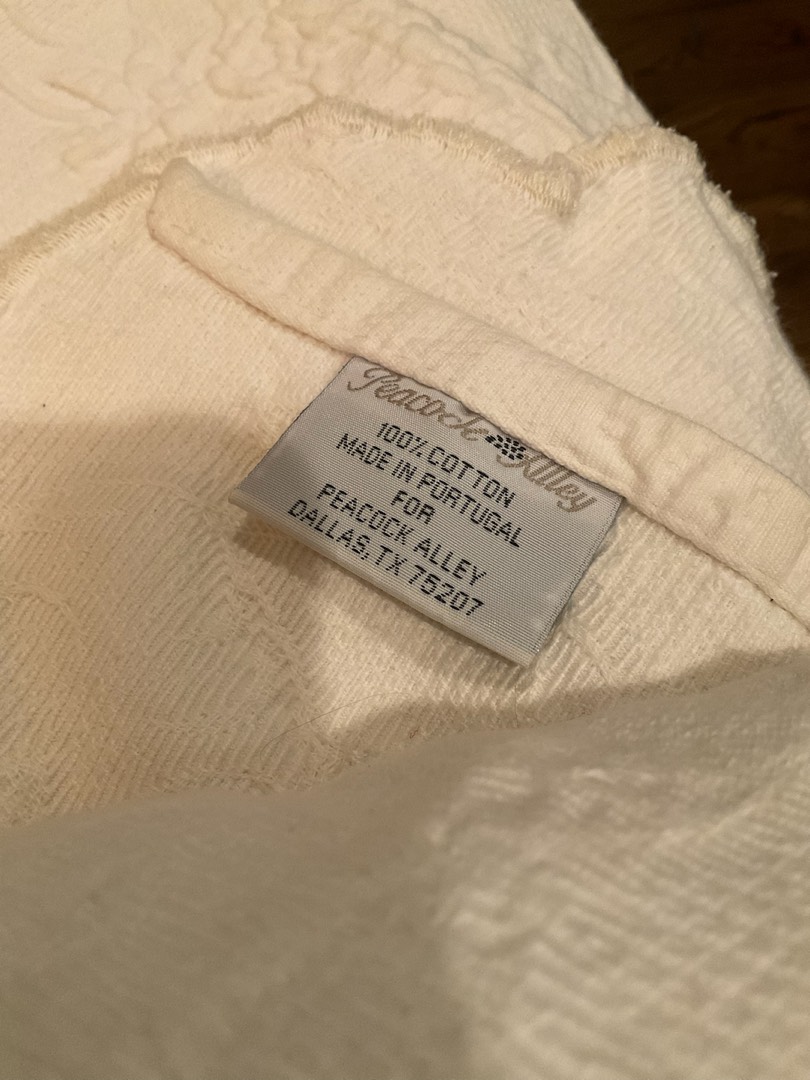 Peacock Alley
100% COTTON
MADE IN PORTUGAL
FOR
PEACOCK ALLEY
DALLAS, TX 75207